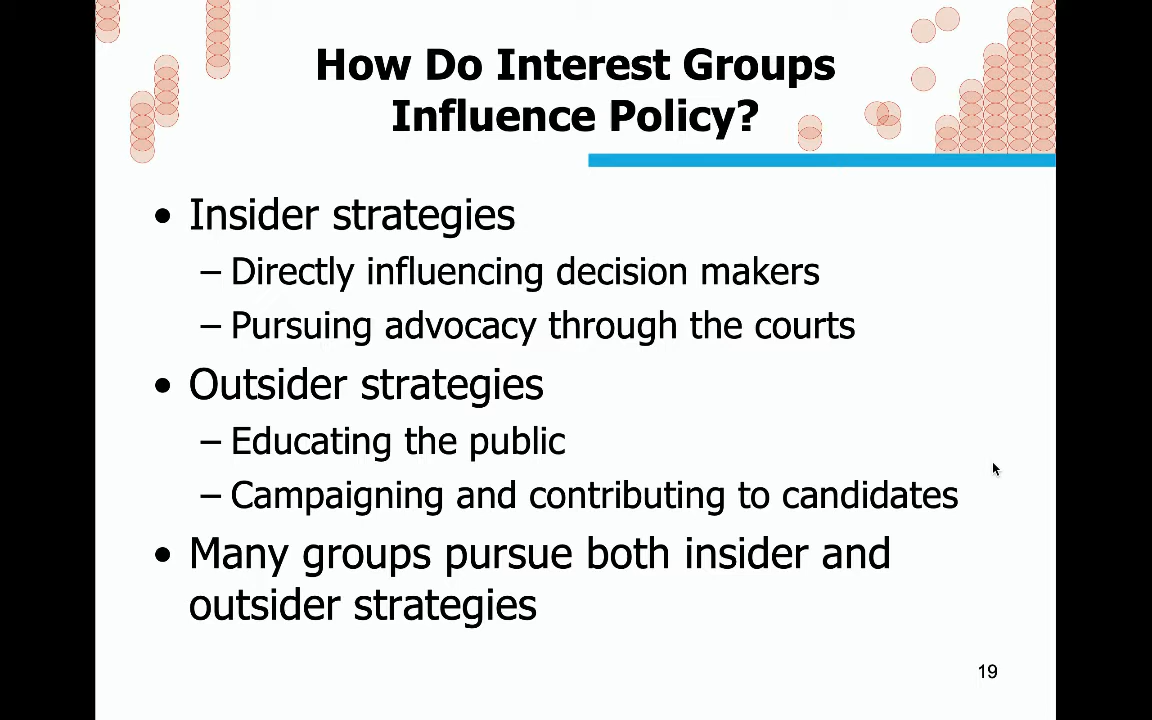 How Do Interest Groups
Influence Policy?
• Insider strategies
– Directly influencing decision makers
– Pursuing advocacy through the courts
• Outsider strategies
– Educating the public
– Campaigning and contributing to candidates
• Many groups pursue both insider and
outsider strategies
19